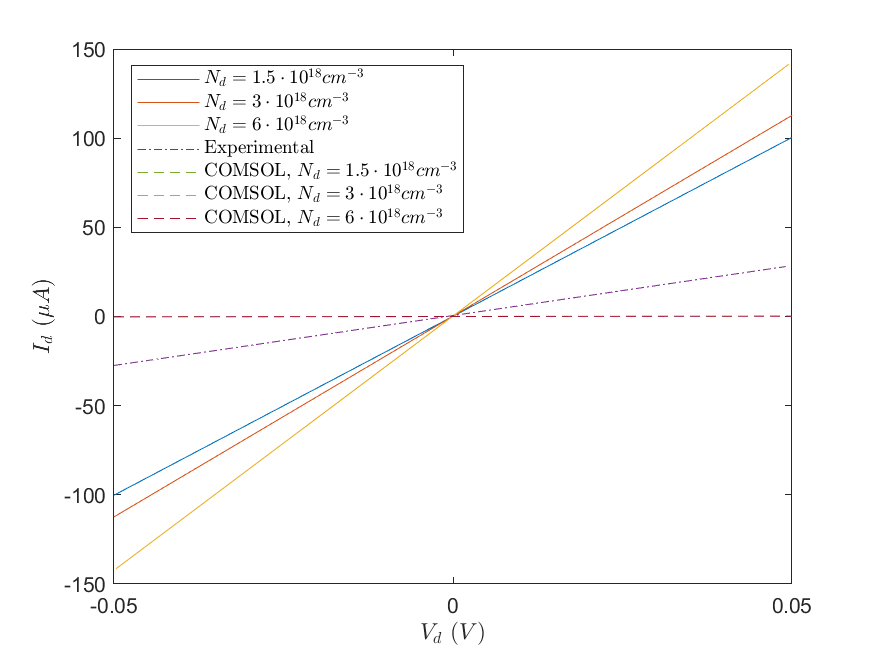 150
100
50
0
-50
-100
-150
-0.05
0
0.05
I_d (μA)
V_d (V)
N_d = 1.5 · 10^{18}cm^{-3}
N_d = 3 · 10^{18}cm^{-3}
N_d = 6 · 10^{18}cm^{-3}
Experimental
COMSOL, N_d = 1.5 · 10^{18}cm^{-3}
COMSOL, N_d = 3 · 10^{18}cm^{-3}
COMSOL, N_d = 6 · 10^{18}cm^{-3}